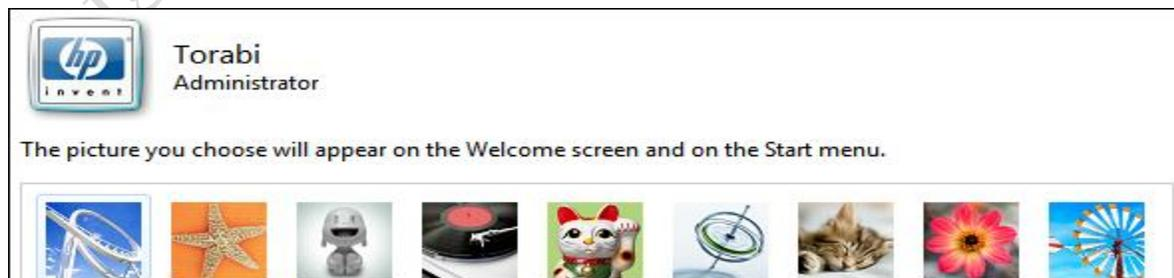 hp
invent
Torabi
Administrator
The picture you choose will appear on the Welcome screen and on the Start menu.